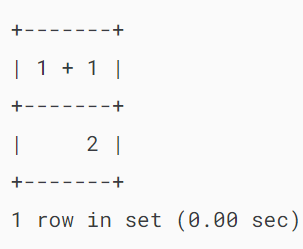 +-------+
| 1 + 1 |
+-------+
|     2 |
+-------+
1 row in set (0.00 sec)